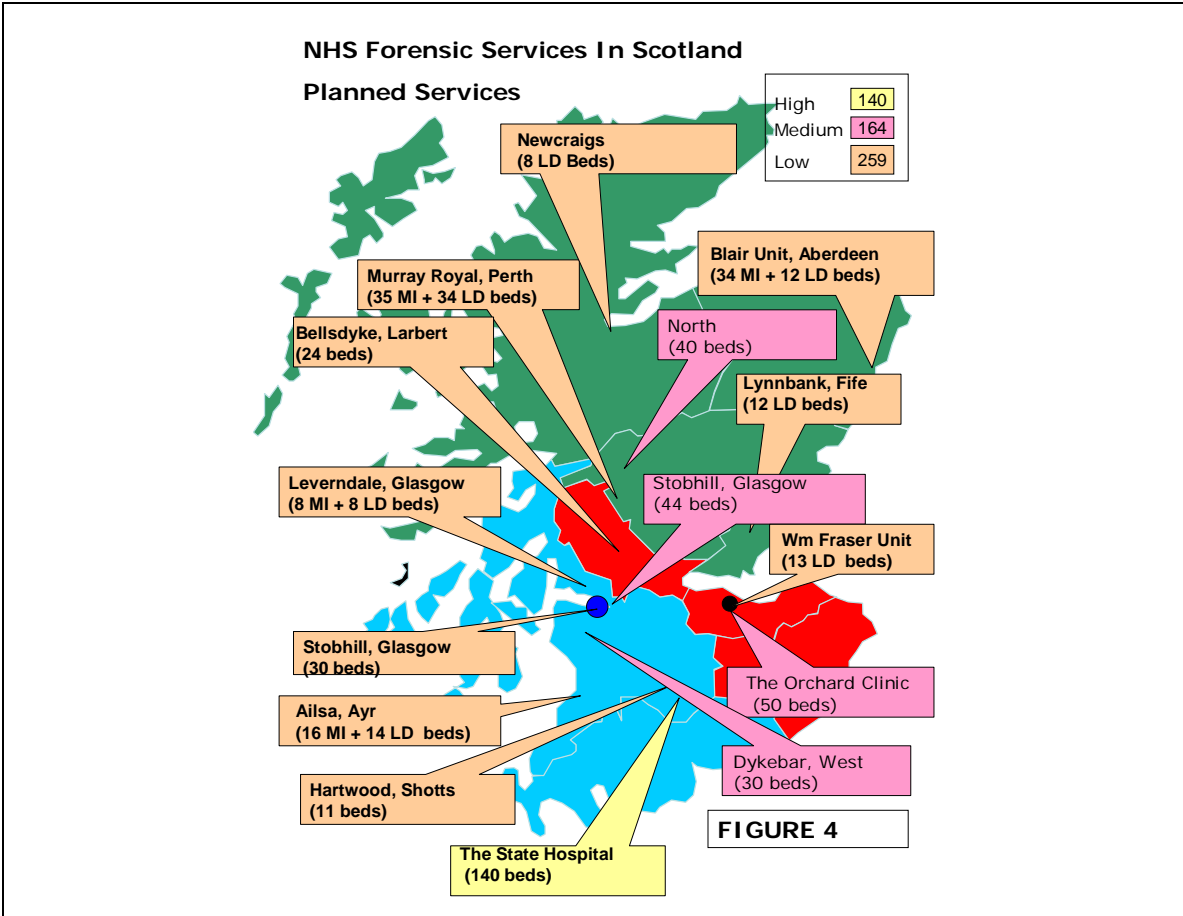 NHS Forensic Services In Scotland
Planned Services
High 140
Medium 164
Low 259
Newcraigs
(8 LD Beds)
Blair Unit, Aberdeen
(34 MI + 12 LD beds)
Murray Royal, Perth
(35 MI + 34 LD beds)
North
(40 beds)
Bellsdyke, Larbert
(24 beds)
Lynnbank, Fife
(12 LD beds)
Leverndale, Glasgow
(8 MI + 8 LD beds)
Stobhill, Glasgow
(44 beds)
Wm Fraser Unit
(13 LD beds)
Stobhill, Glasgow
(30 beds)
The Orchard Clinic
(50 beds)
Ailsa, Ayr
(16 MI + 14 LD beds)
Dykebar, West
(30 beds)
Hartwood, Shotts
(11 beds)
FIGURE 4
The State Hospital
(140 beds)